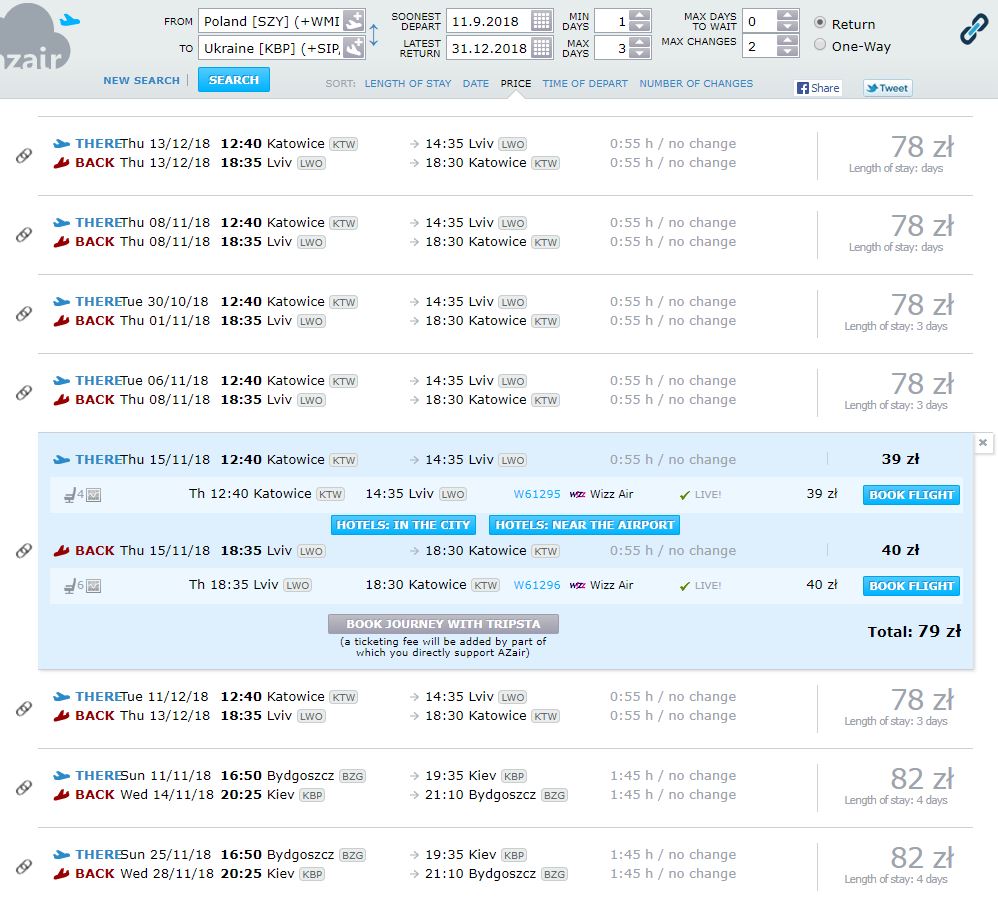 azair
FROM Poland [SZY] (+WMI SOONEST DEPART 11.9.2018 MIN DAYS 1 MAX DAYS TO WAIT 0 Return
TO Ukraine [KBP] (+SIP, LATEST RETURN 31.12.2018 MAX DAYS 3 MAX CHANGES 2 One-Way
NEW SEARCH SEARCH SORT: LENGTH OF STAY DATE PRICE TIME OF DEPART NUMBER OF CHANGES Share Tweet
THERE Thu 13/12/18 12:40 Katowice KTW 14:35 Lviv LWO 0:55 h / no change 78 zł
BACK Thu 13/12/18 18:35 Lviv LWO 18:30 Katowice KTW 0:55 h / no change Length of stay: days
THERE Thu 08/11/18 12:40 Katowice KTW 14:35 Lviv LWO 0:55 h / no change 78 zł
BACK Thu 08/11/18 18:35 Lviv LWO 18:30 Katowice KTW 0:55 h / no change Length of stay: days
THERE Tue 30/10/18 12:40 Katowice KTW 14:35 Lviv LWO 0:55 h / no change 78 zł
BACK Thu 01/11/18 18:35 Lviv LWO 18:30 Katowice KTW 0:55 h / no change Length of stay: 3 days
THERE Tue 06/11/18 12:40 Katowice KTW 14:35 Lviv LWO 0:55 h / no change 78 zł
BACK Thu 08/11/18 18:35 Lviv LWO 18:30 Katowice KTW 0:55 h / no change Length of stay: 3 days
THERE Thu 15/11/18 12:40 Katowice KTW 14:35 Lviv LWO 0:55 h / no change 39 zł
4 Th 12:40 Katowice KTW 14:35 Lviv LWO W61295 Wizz Wizz Air LIVE! 39 zł BOOK FLIGHT
HOTELS: IN THE CITY HOTELS: NEAR THE AIRPORT
BACK Thu 15/11/18 18:35 Lviv LWO 18:30 Katowice KTW 0:55 h / no change 40 zł
6 Th 18:35 Lviv LWO 18:30 Katowice KTW W61296 Wizz Wizz Air LIVE! 40 zł BOOK FLIGHT
BOOK JOURNEY WITH TRIPSTA Total: 79 zł
(a ticketing fee will be added by part of
which you directly support AZair)
THERE Tue 11/12/18 12:40 Katowice KTW 14:35 Lviv LWO 0:55 h / no change 78 zł
BACK Thu 13/12/18 18:35 Lviv LWO 18:30 Katowice KTW 0:55 h / no change Length of stay: 3 days
THERE Sun 11/11/18 16:50 Bydgoszcz BZG 19:35 Kiev KBP 1:45 h / no change 82 zł
BACK Wed 14/11/18 20:25 Kiev KBP 21:10 Bydgoszcz BZG 1:45 h / no change Length of stay: 4 days
THERE Sun 25/11/18 16:50 Bydgoszcz BZG 19:35 Kiev KBP 1:45 h / no change 82 zł
BACK Wed 28/11/18 20:25 Kiev KBP 21:10 Bydgoszcz BZG 1:45 h / no change Length of stay: 4 days